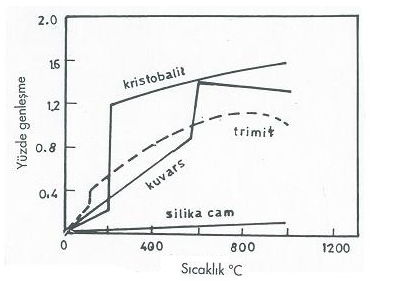 2.0
1.6
1,2
0.8
0.4
0
Yüzde genleşme
kristobalit
trimit
kuvars
silika cam
0 400 800 1200
Sıcaklık °C